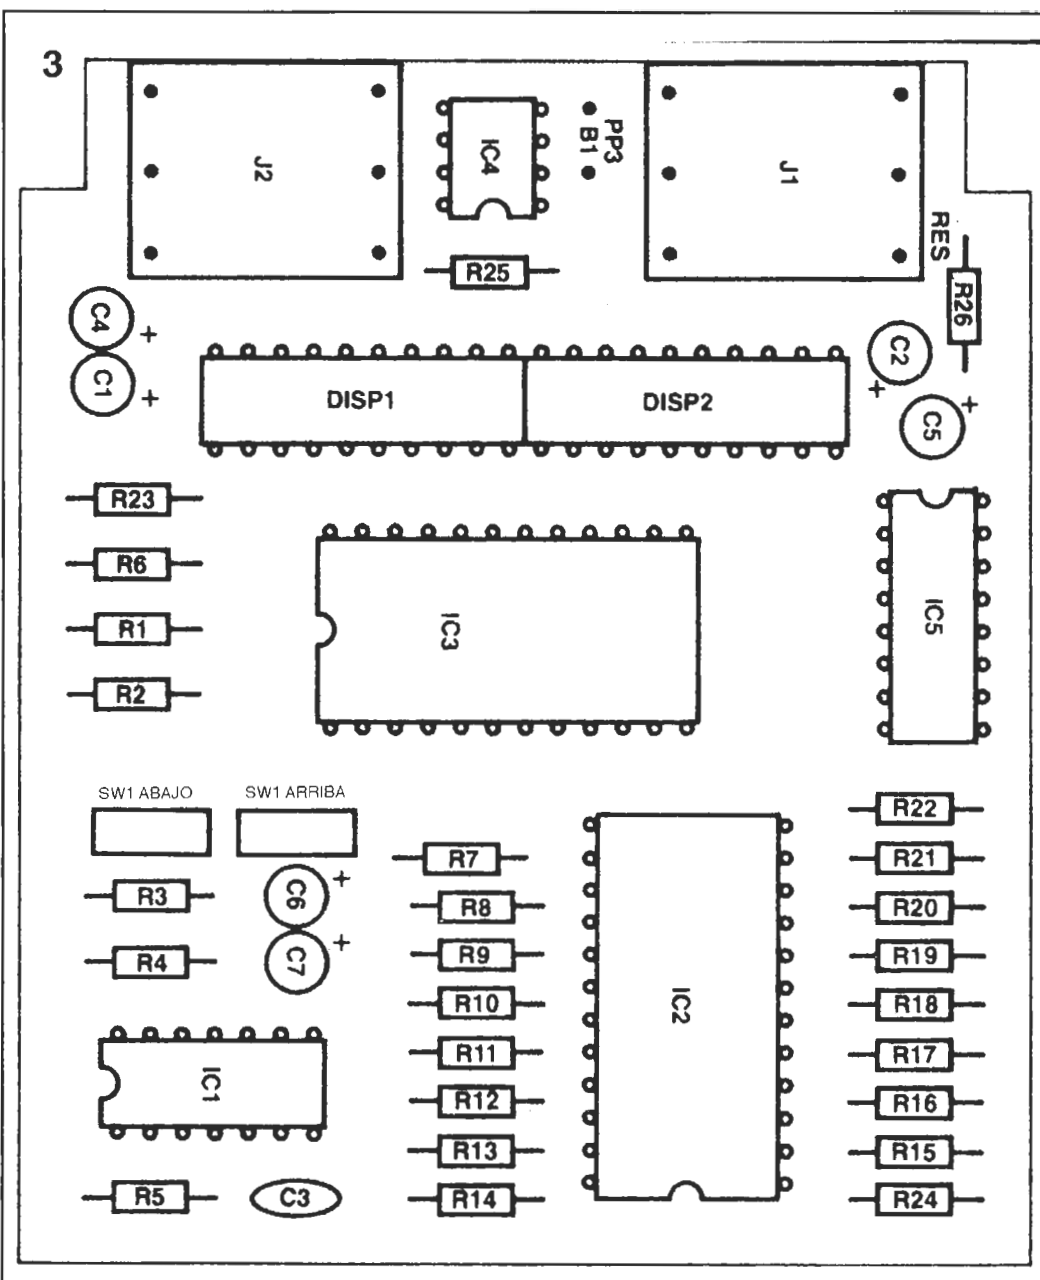 3
J2
IC4
PP3
B1
J1
RES
R25
R26
C4
C1
C2
C5
DISP1
DISP2
R23
R6
R1
R2
IC3
IC5
SW1 ABAJO
SW1 ARRIBA
R3
R4
C6
C7
R7
R8
R9
R10
R11
R12
R13
R14
IC2
R22
R21
R20
R19
R18
R17
R16
R15
R24
IC1
R5
C3
+
+
+
+
+
+